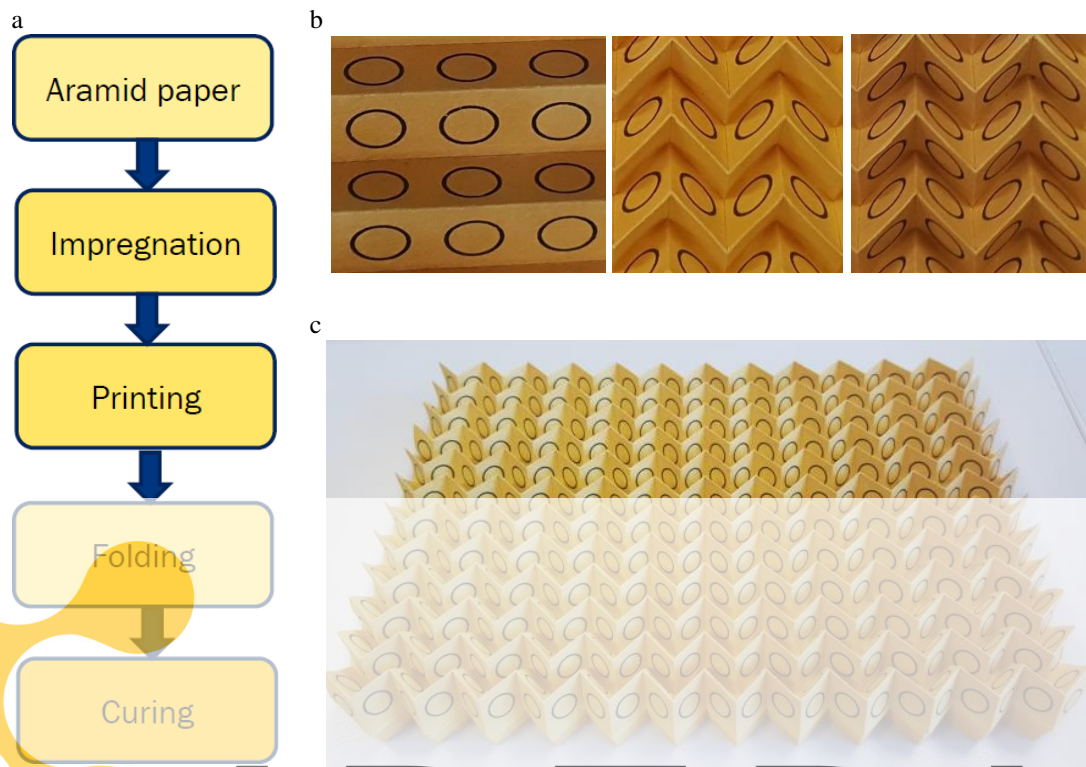 a
Aramid paper
Impregnation
Printing
Folding
Curing
b
c